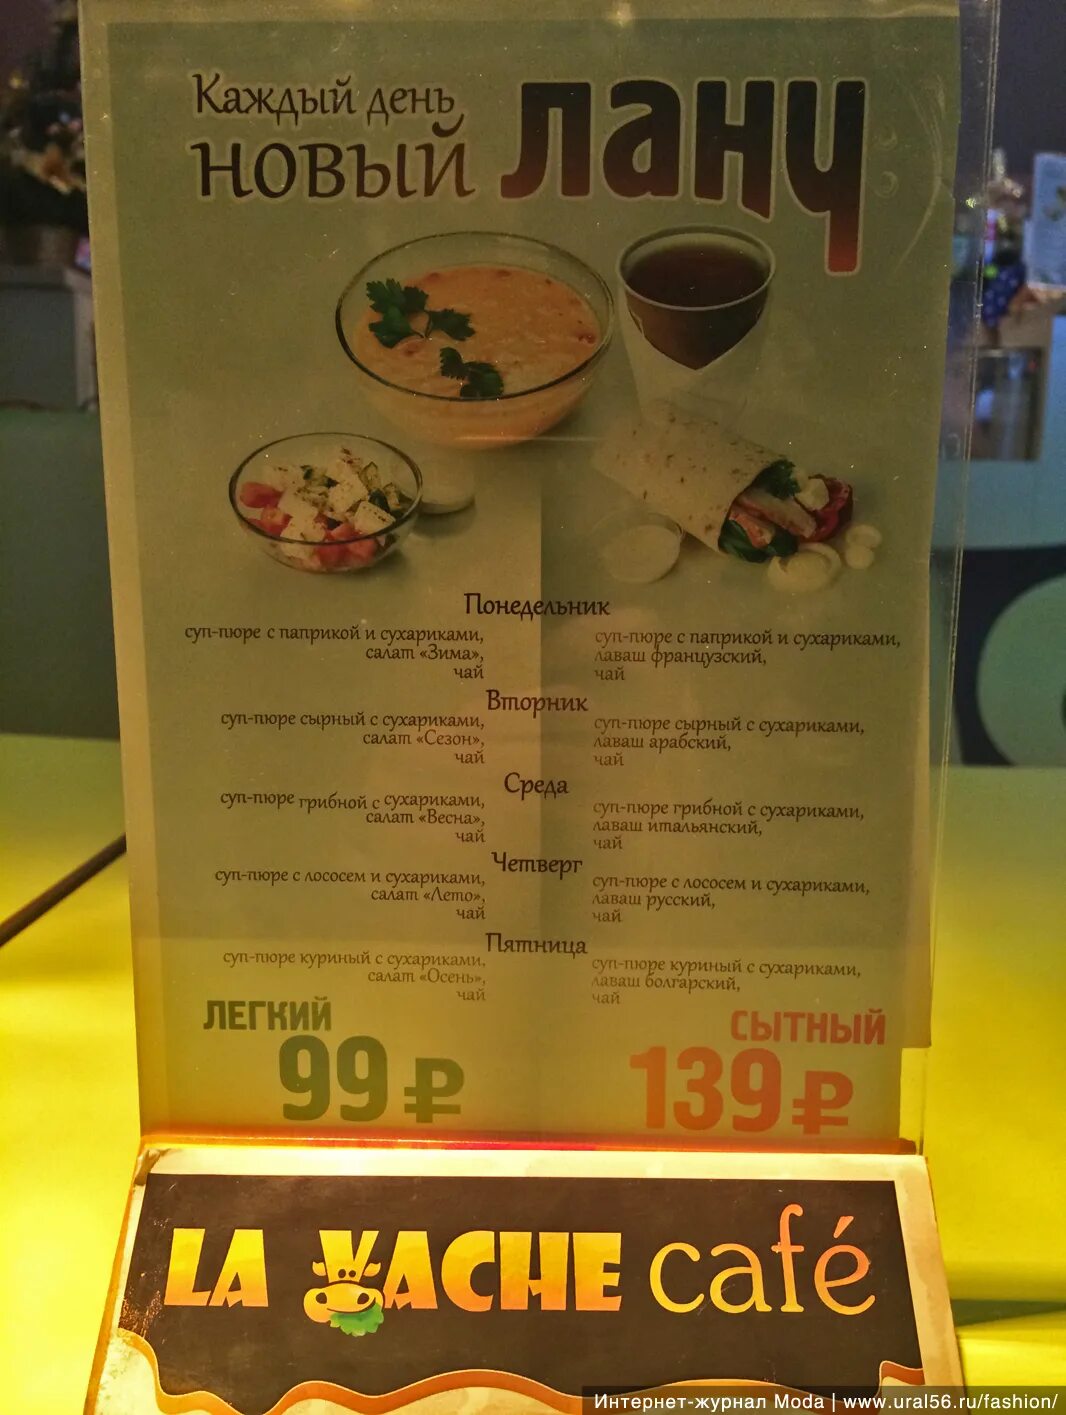 Каждый день
новый ланч
Понедельник
суп-пюре с паприкой и сухариками,
салат «Зима»,
чай
суп-пюре с паприкой и сухариками,
лаваш французский,
чай
Вторник
суп-пюре сырный с сухариками,
салат «Сезон»,
чай
суп-пюре сырный с сухариками,
лаваш арабский,
чай
Среда
суп-пюре грибной с сухариками,
салат «Весна»,
чай
суп-пюре грибной с сухариками,
лаваш итальянский,
чай
Четверг
суп-пюре с лососем и сухариками,
салат «Лето»,
чай
суп-пюре с лососем и сухариками,
лаваш русский,
чай
Пятница
суп-пюре куриный с сухариками,
салат «Осень»,
чай
суп-пюре куриный с сухариками,
лаваш болгарский,
чай
ЛЕГКИЙ
99 ₽
СЫТНЫЙ
139 ₽
LA VACHE café
Интернет-журнал Moda | www.ural56.ru/fashion/